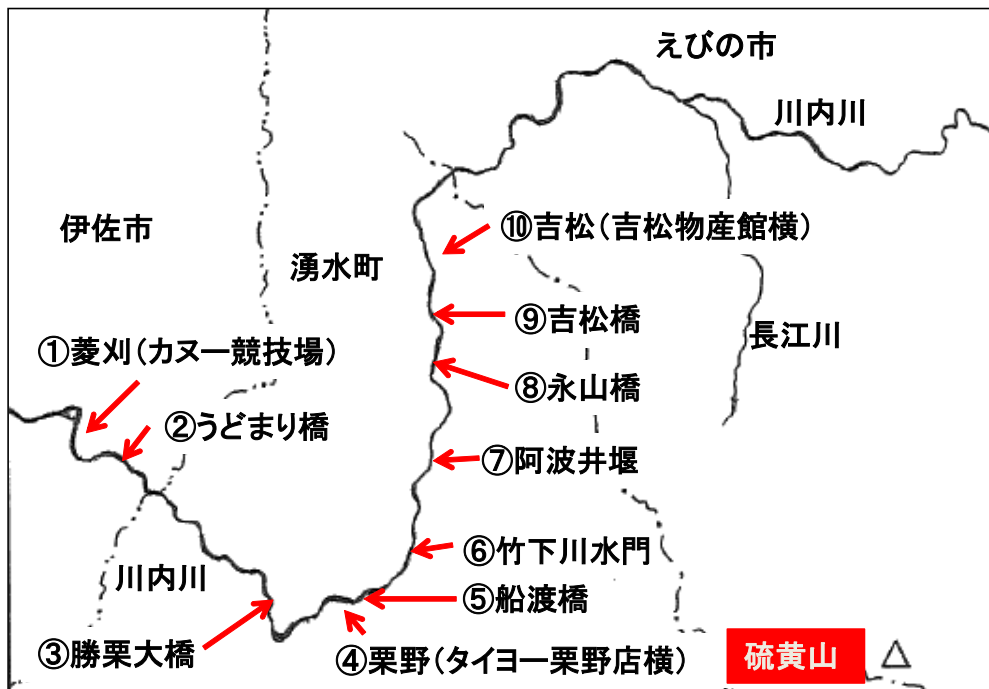 えびの市
川内川
伊佐市
⑩吉松（吉松物産館横）
湧水町
⑨吉松橋
長江川
①菱刈（カヌー競技場）
⑧永山橋
②うどまり橋
⑦阿波井堰
⑥竹下川水門
川内川
⑤船渡橋
③勝栗大橋
④栗野（タイヨー栗野店横）
硫黄山